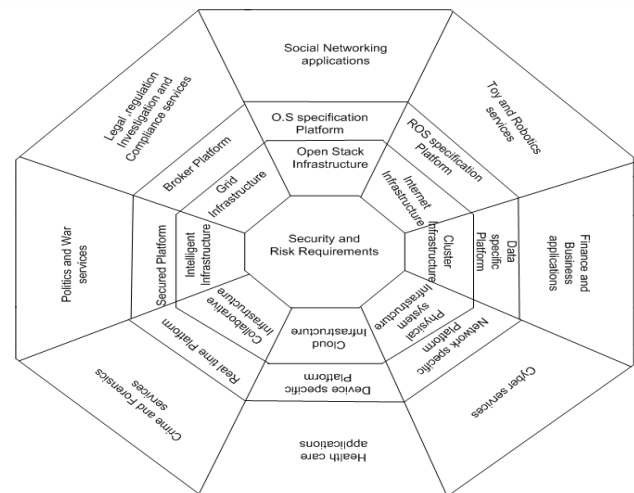 Social Networking
applications
O.S specification
Platform
Open Stack
Infrastructure
Toy and Robotics
services
ROS specification
Platform
Internet
Infrastructure
Finance and
Business
applications
Data
specific
Platform
Cluster
Infrastructure
Cyber services
Network specific
Platform
Physical
system
Infrastructure
Health care
applications
Device specific
Platform
Cloud
Infrastructure
Crime and Forensics
services
Real time Platform
Collaborative
Infrastructure
Politics and War
services
Secured Platform
Intelligent
Infrastructure
Legal ,regulation
Investigation and
Compliance services
Broker Platform
Grid
Infrastructure
Security and
Risk Requirements